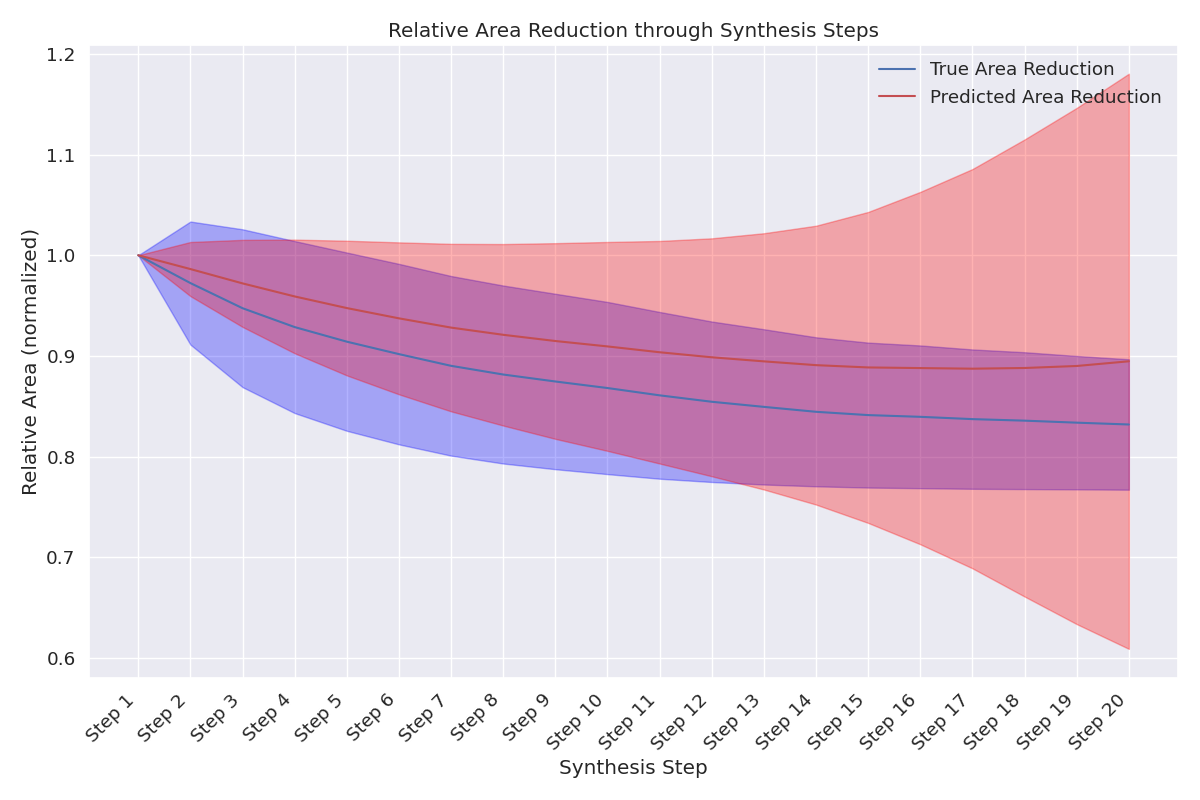 Relative Area Reduction through Synthesis Steps
True Area Reduction
Predicted Area Reduction
Relative Area (normalized)
1.2
1.1
1.0
0.9
0.8
0.7
0.6
Step 1
Step 2
Step 3
Step 4
Step 5
Step 6
Step 7
Step 8
Step 9
Step 10
Step 11
Step 12
Step 13
Step 14
Step 15
Step 16
Step 17
Step 18
Step 19
Step 20
Synthesis Step